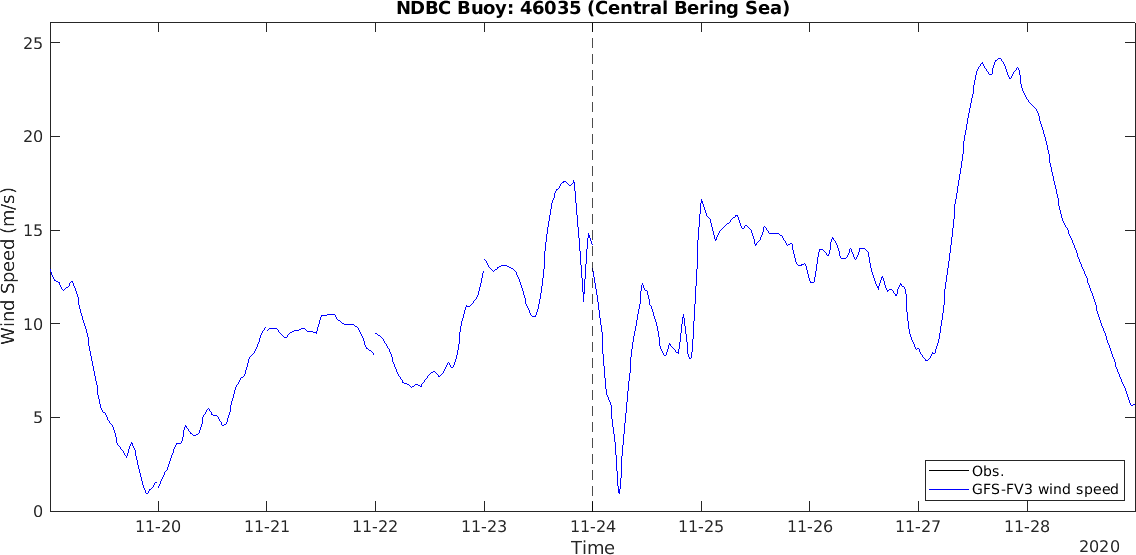 NDBC Buoy: 46035 (Central Bering Sea)
25
20
15
10
5
0
Wind Speed (m/s)
11-20 11-21 11-22 11-23 11-24 11-25 11-26 11-27 11-28
Time
2020
Obs.
GFS-FV3 wind speed